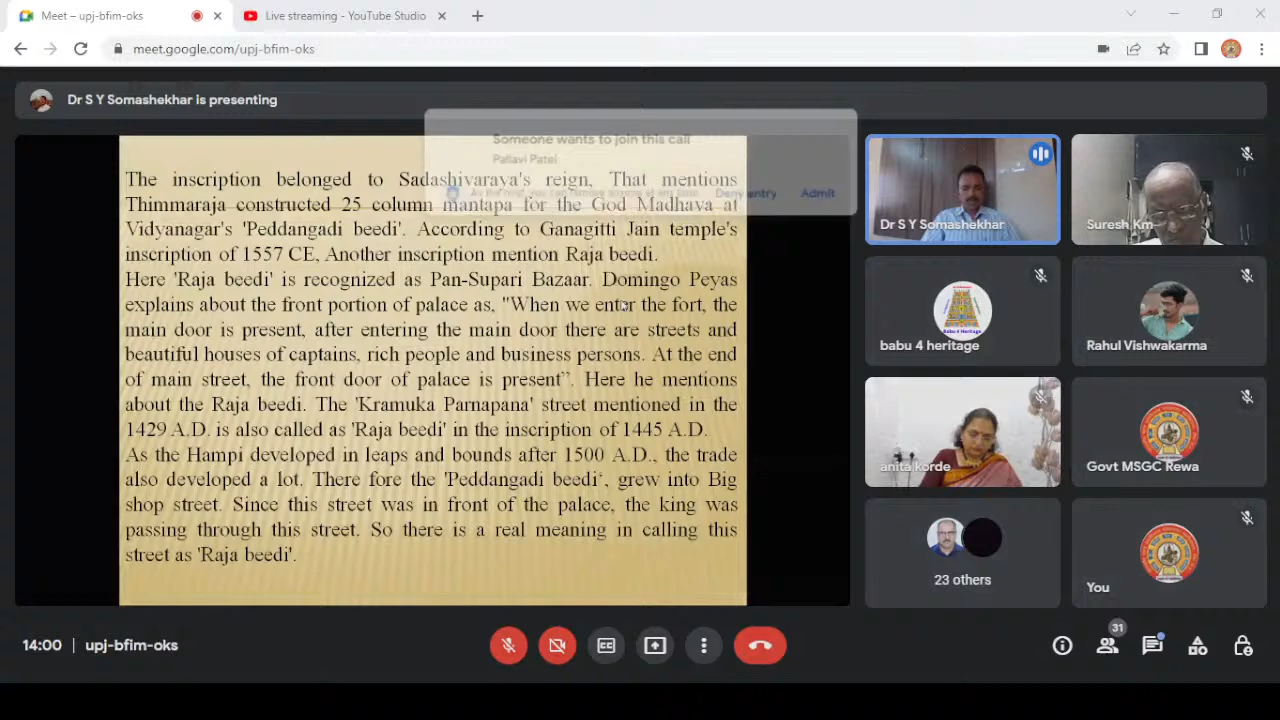 Meet – upj-bfim-oks
Live streaming - YouTube Studio
meet.google.com/upj-bfim-oks
Dr S Y Somashekhar is presenting
Someone wants to join this call
Pallavi Patel
Deny entry
Admit
The inscription belonged to Sadashivaraya's reign, That mentions
Thimmaraja constructed 25 column mantapa for the God Madhava at
Vidyanagar's 'Peddangadi beedi'. According to Ganagitti Jain temple's
inscription of 1557 CE, Another inscription mention Raja beedi.
Here 'Raja beedi' is recognized as Pan-Supari Bazaar. Domingo Peyas
explains about the front portion of palace as, "When we enter the fort, the
main door is present, after entering the main door there are streets and
beautiful houses of captains, rich people and business persons. At the end
of main street, the front door of palace is present”. Here he mentions
about the Raja beedi. The 'Kramuka Parnapana' street mentioned in the
1429 A.D. is also called as 'Raja beedi' in the inscription of 1445 A.D.
As the Hampi developed in leaps and bounds after 1500 A.D., the trade
also developed a lot. There fore the 'Peddangadi beedi‘, grew into Big
shop street. Since this street was in front of the palace, the king was
passing through this street. So there is a real meaning in calling this
street as 'Raja beedi'.
Dr S Y Somashekhar
Suresh Km
babu 4 heritage
Babu 4 Heritage
Rahul Vishwakarma
anita korde
Govt MSGC Rewa
23 others
You
14:00 | upj-bfim-oks
CC
31